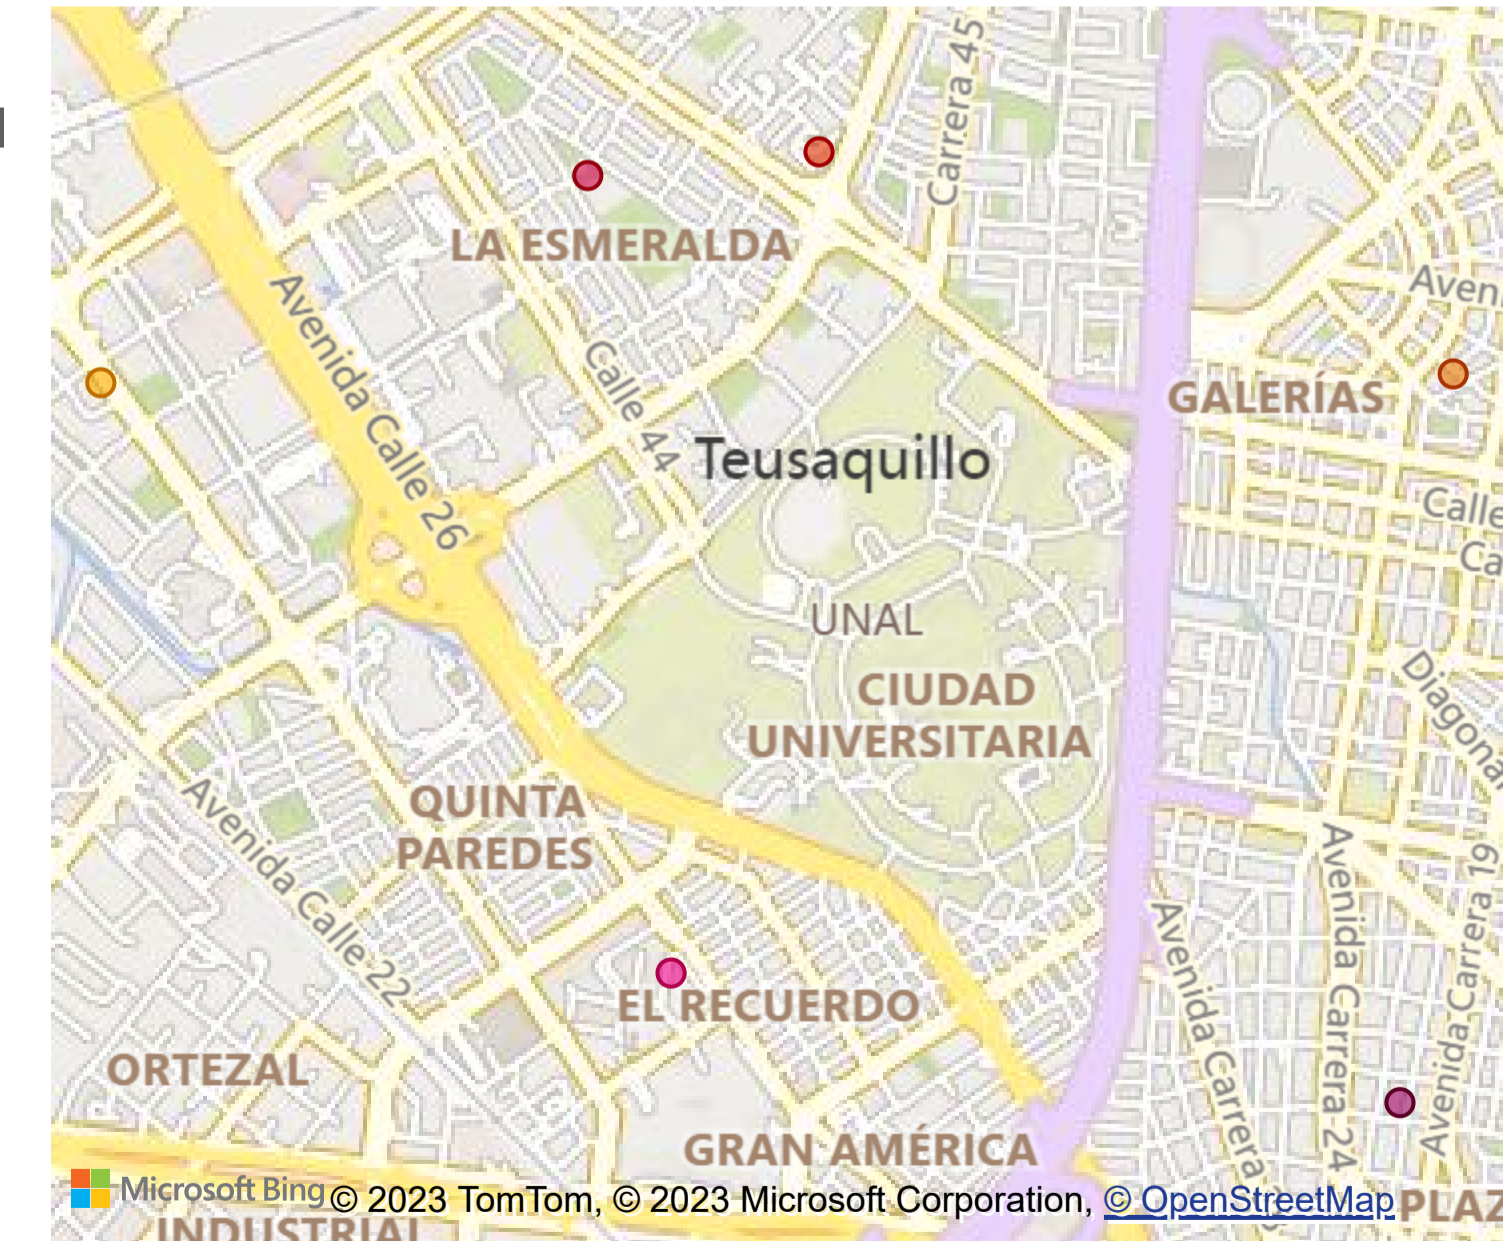 Carrera 45
LA ESMERALDA
Avenida Calle 26
Calle 44
Aven
GALERÍAS
Teusaquillo
Calle
Ca
UNAL
CIUDAD
UNIVERSITARIA
Diagonal
QUINTA
PAREDES
Avenida Calle 22
Avenida Carrera
Avenida Carrera 24
Avenida Carrera 19
EL RECUERDO
ORTEZAL
GRAN AMÉRICA
Microsoft Bing
© 2023 TomTom, © 2023 Microsoft Corporation, © OpenStreetMap
PLAZ
INDUSTRIAL